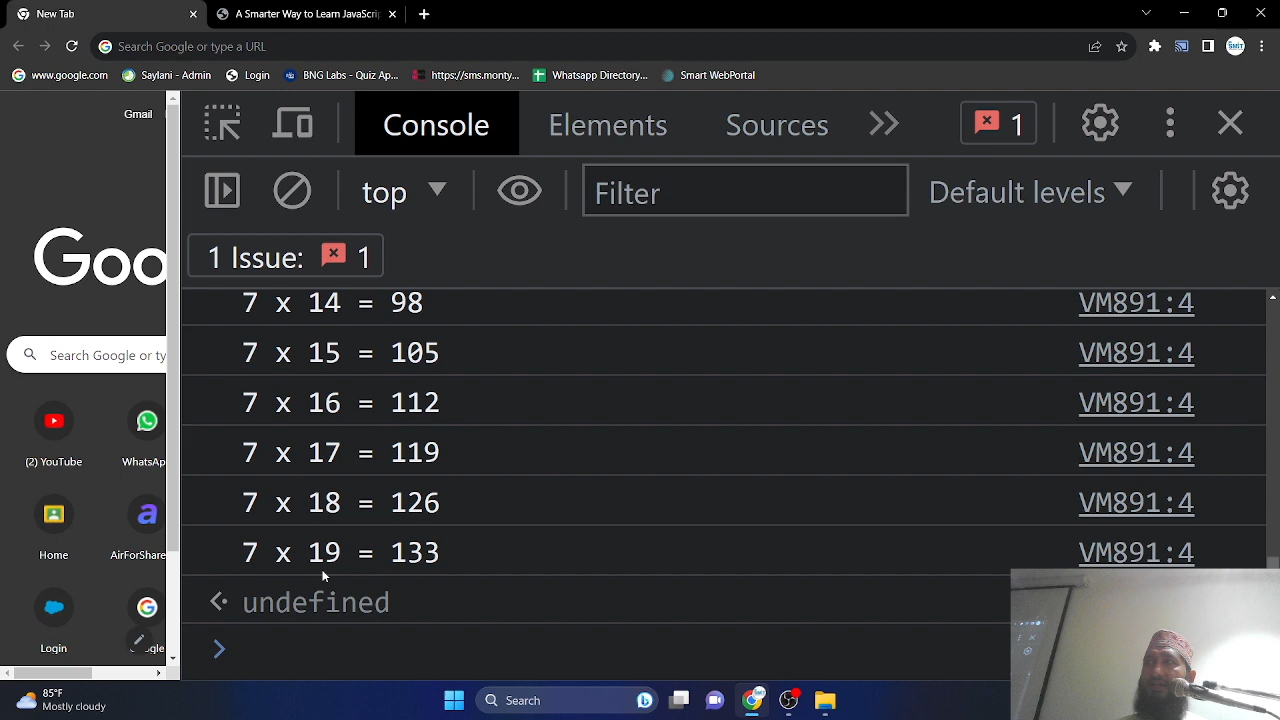 New Tab
A Smarter Way to Learn JavaScrip
Search Google or type a URL
www.google.com
Saylani - Admin
Login
BNG Labs - Quiz Ap...
https://sms.monty...
Whatsapp Directory...
Smart WebPortal
Gmail
Goo
Search Google or ty
(2) YouTube
WhatsAp
Home
AirForShare
Login
gle
Console
Elements
Sources
1
top
Filter
Default levels
1 Issue: 1
7 x 14 = 98 VM891:4
7 x 15 = 105 VM891:4
7 x 16 = 112 VM891:4
7 x 17 = 119 VM891:4
7 x 18 = 126 VM891:4
7 x 19 = 133 VM891:4
undefined
85°F
Mostly cloudy
Search